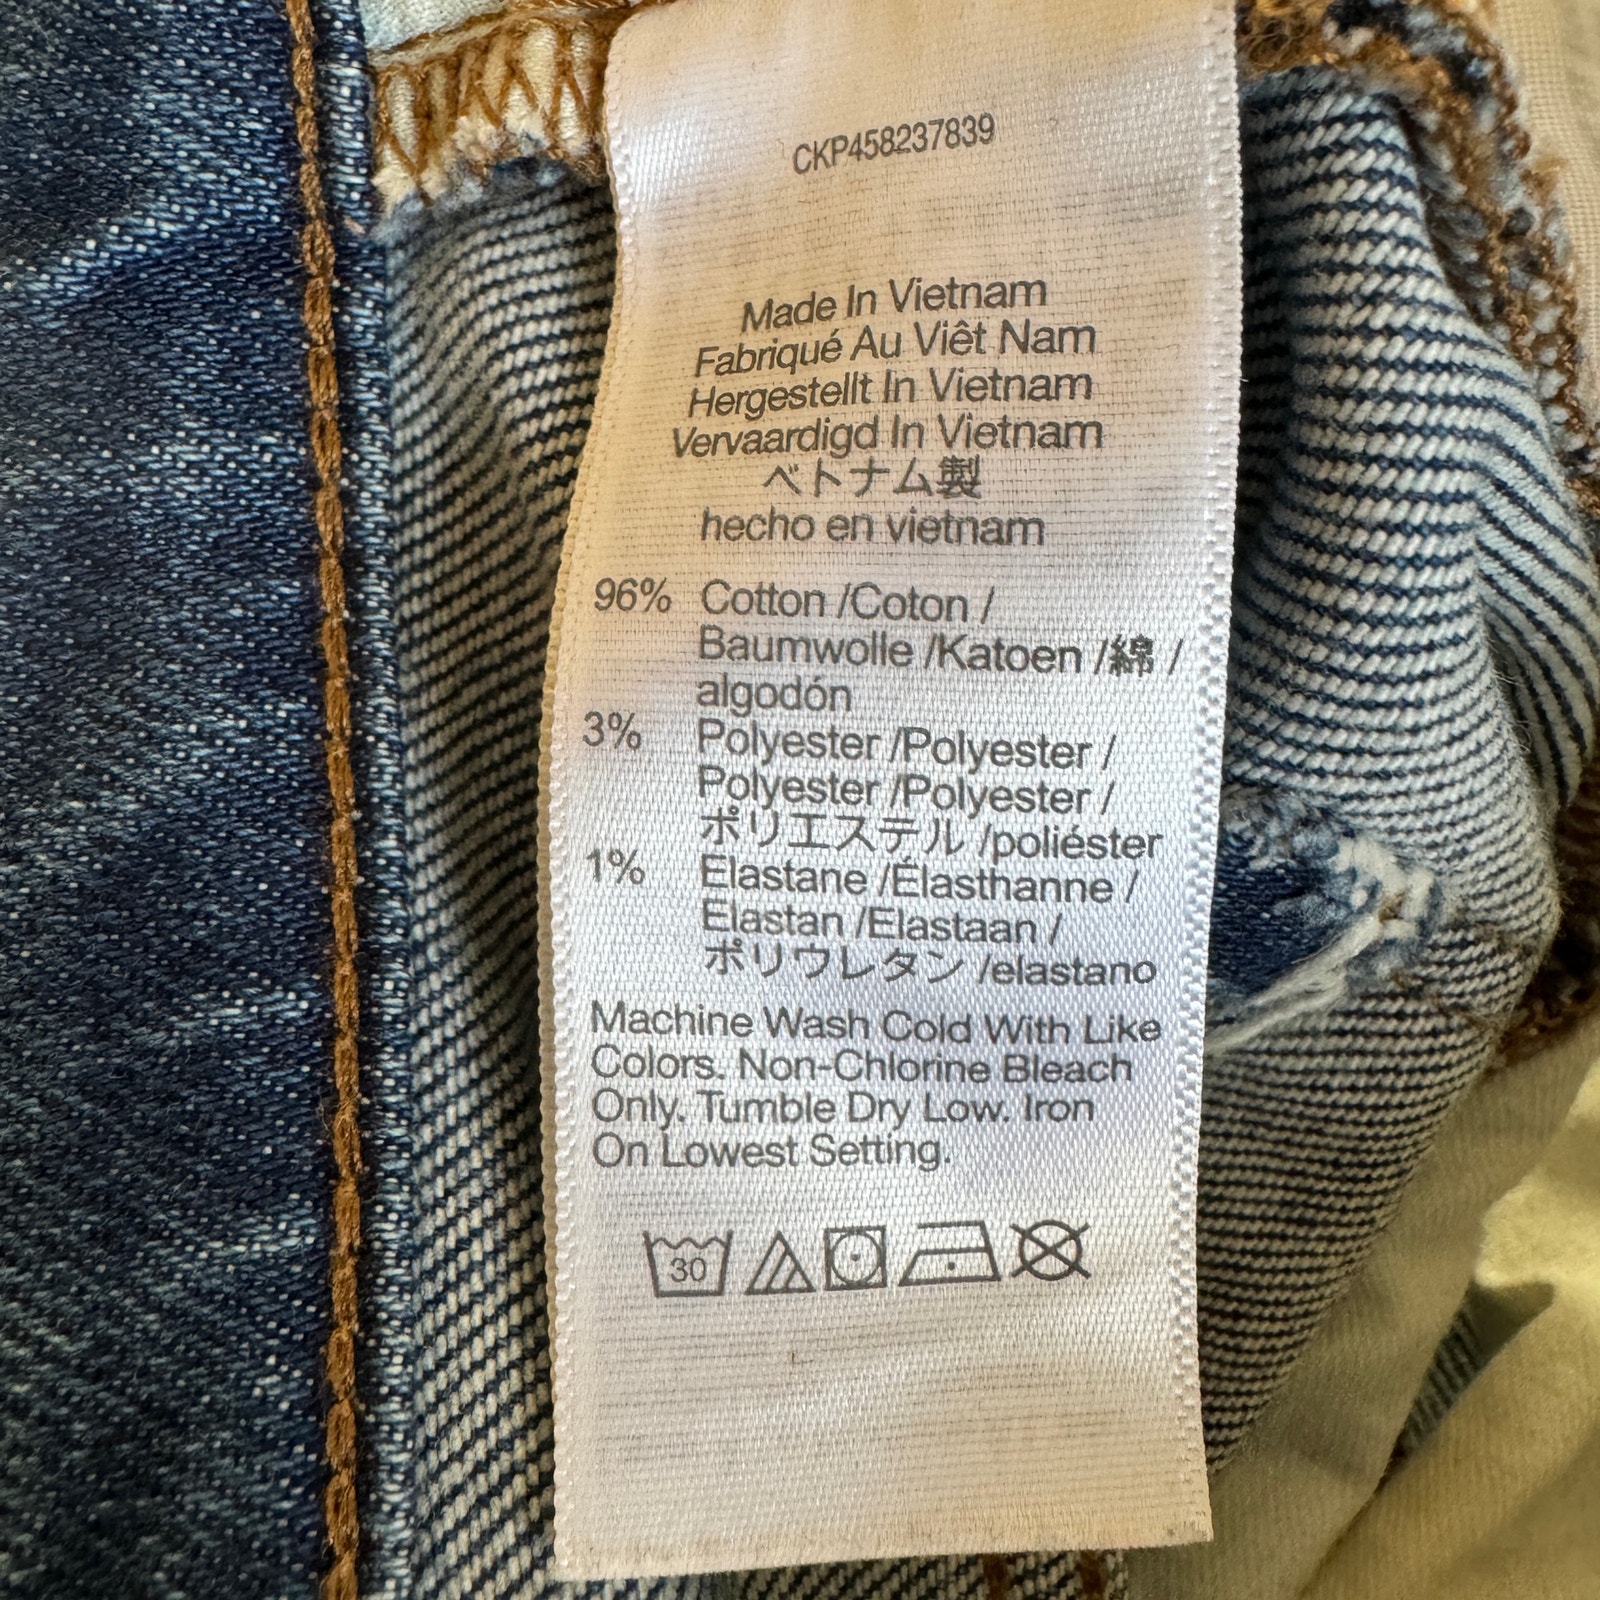 CKP458237839
Made In Vietnam
Fabriqué Au Viêt Nam
Hergestellt In Vietnam
Vervaardigd In Vietnam
ベトナム製
hecho en vietnam
96% Cotton /Coton /
Baumwolle /Katoen /綿 /
algodón
3% Polyester /Polyester /
Polyester /Polyester /
ポリエステル /poliéster
1% Elastane /Élasthanne /
Elastan /Elastaan /
ポリウレタン /elastano
Machine Wash Cold With Like
Colors. Non-Chlorine Bleach
Only. Tumble Dry Low. Iron
On Lowest Setting.
30